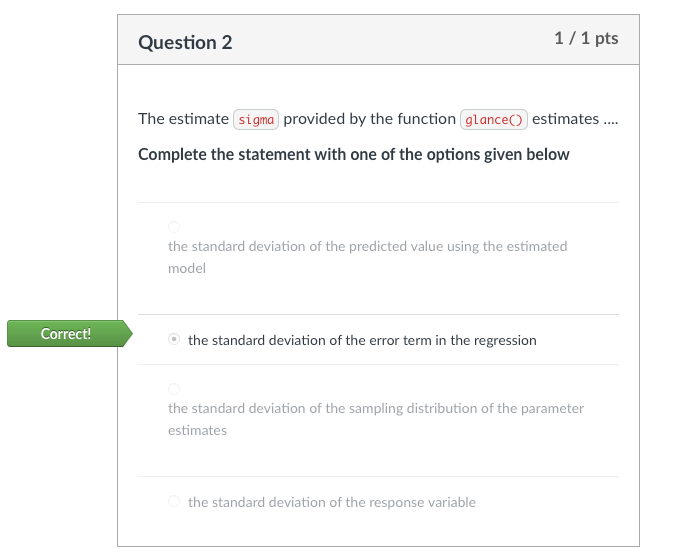 Question 2
1 / 1 pts
The estimate sigma provided by the function glance() estimates ....
Complete the statement with one of the options given below
the standard deviation of the predicted value using the estimated
model
Correct!
the standard deviation of the error term in the regression
the standard deviation of the sampling distribution of the parameter
estimates
the standard deviation of the response variable